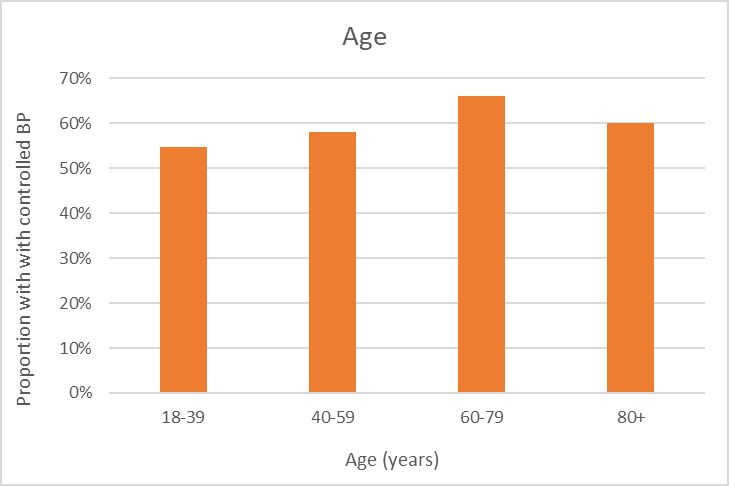 Age
Proportion with with controlled BP
70%
60%
50%
40%
30%
20%
10%
0%
18-39 40-59 60-79 80+
Age (years)